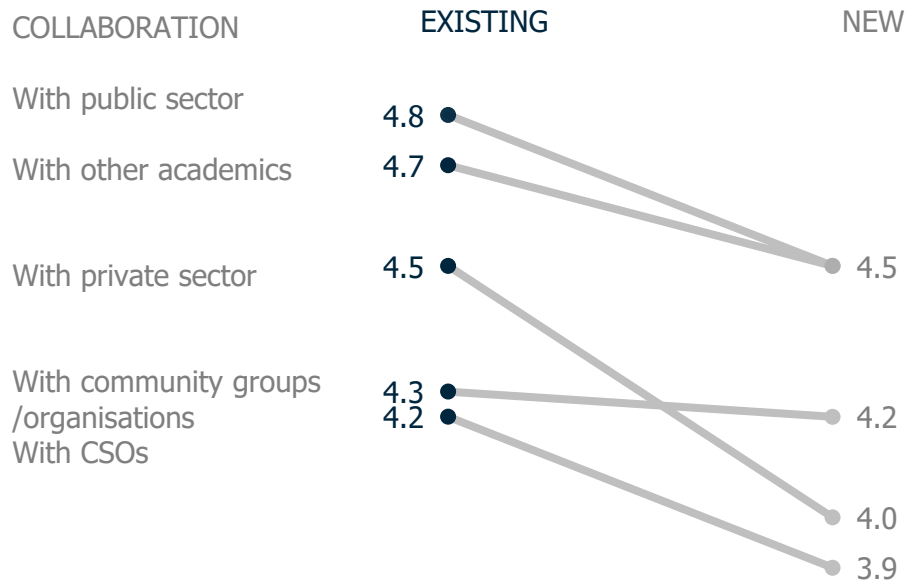 COLLABORATION EXISTING NEW
With public sector 4.8
With other academics 4.7
With private sector 4.5 4.5
With community groups
/organisations 4.3
4.2 4.2
With CSOs
4.0
3.9